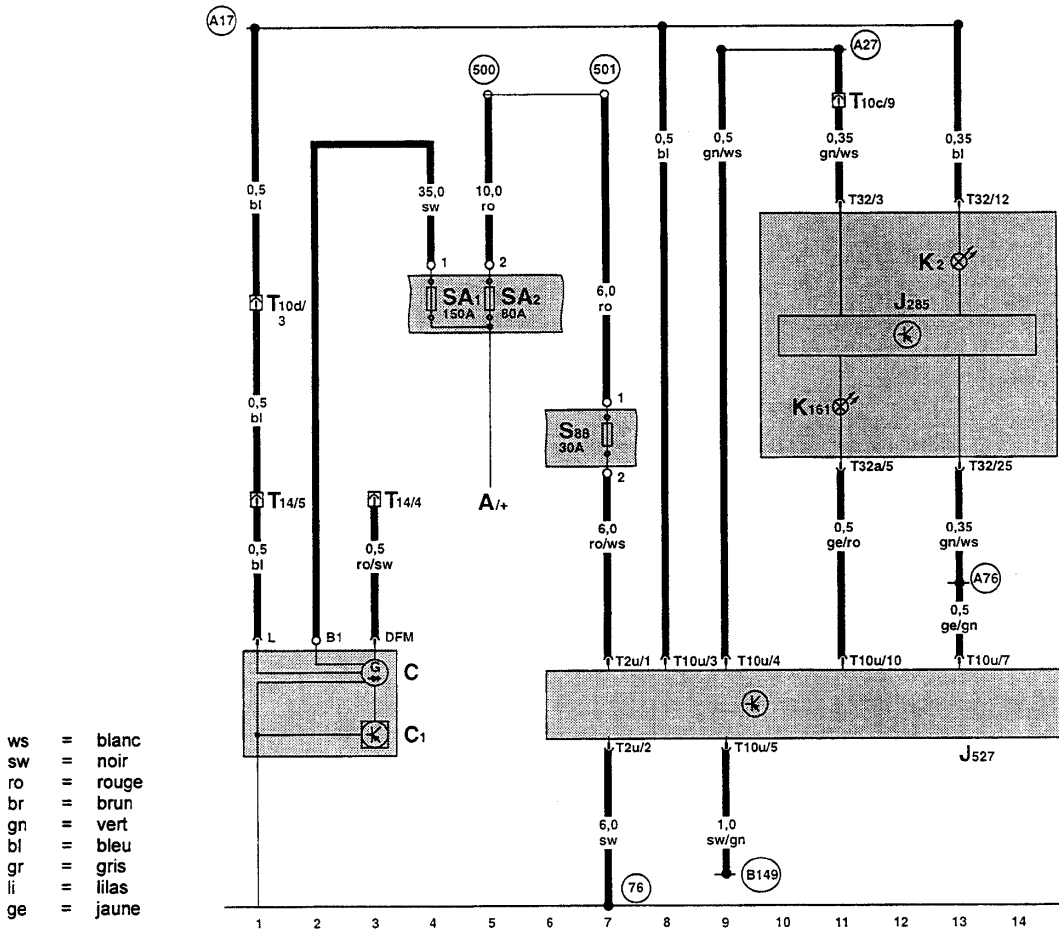 A17
A27
500
501
T10c/9
0,5
bl
0,5
gn/ws
0,35
gn/ws
0,35
bl
0,5
bl
35,0
sw
10,0
ro
T32/3
T32/12
K2
1
2
SA1
150A
SA2
60A
6,0
ro
T10d/
3
J285
0,5
bl
1
S88
30A
2
K161
T32a/5
T32/25
T14/5
T14/4
A/+
0,5
bl
0,5
ro/sw
6,0
ro/ws
0,5
ge/ro
0,35
gn/ws
A76
0,5
ge/gn
L
B1
DFM
T2u/1
T10u/3
T10u/4
T10u/10
T10u/7
G
C
C1
T2u/2
T10u/5
J527
6,0
sw
1,0
sw/gn
76
B149
ws = blanc
sw = noir
ro = rouge
br = brun
gn = vert
bl = bleu
gr = gris
li = lilas
ge = jaune
1 2 3 4 5 6 7 8 9 10 11 12 13 14